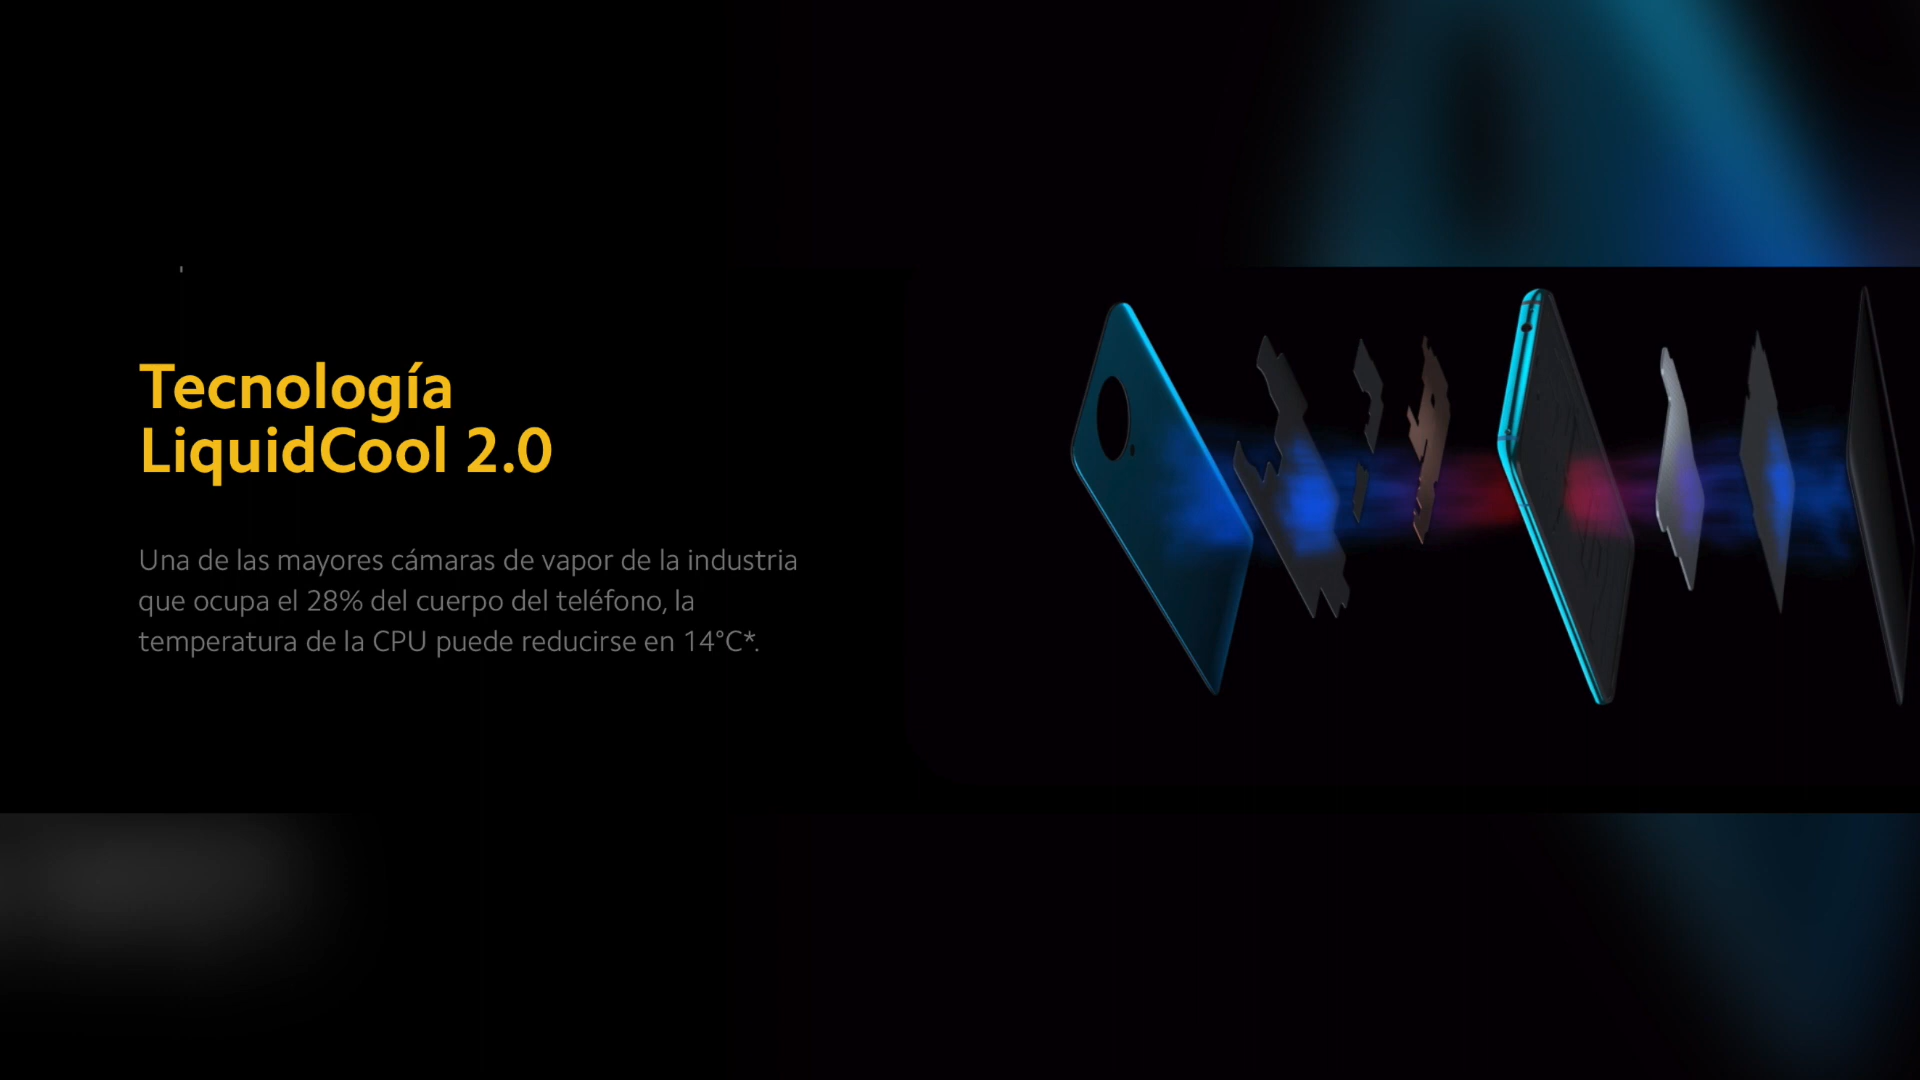 Tecnología
LiquidCool 2.0
Una de las mayores cámaras de vapor de la industria
que ocupa el 28% del cuerpo del teléfono, la
temperatura de la CPU puede reducirse en 14°C*.